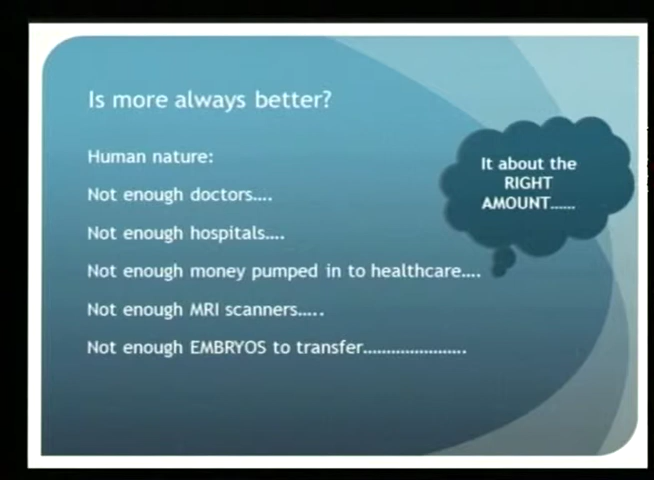 Is more always better?
Human nature:
Not enough doctors....
Not enough hospitals....
Not enough money pumped in to healthcare....
Not enough MRI scanners.....
Not enough EMBRYOS to transfer......................
It about the
RIGHT
AMOUNT......